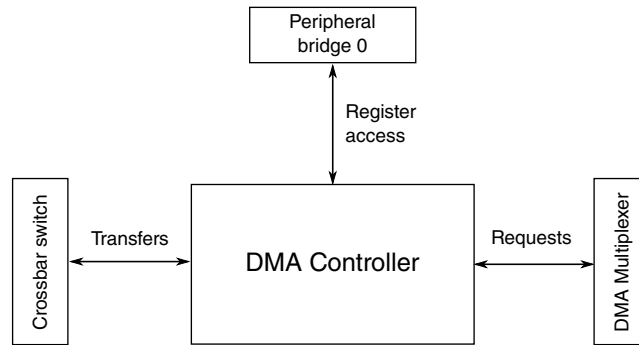 Peripheral
bridge 0
Register
access
Crossbar switch
Transfers
DMA Controller
Requests
DMA Multiplexer